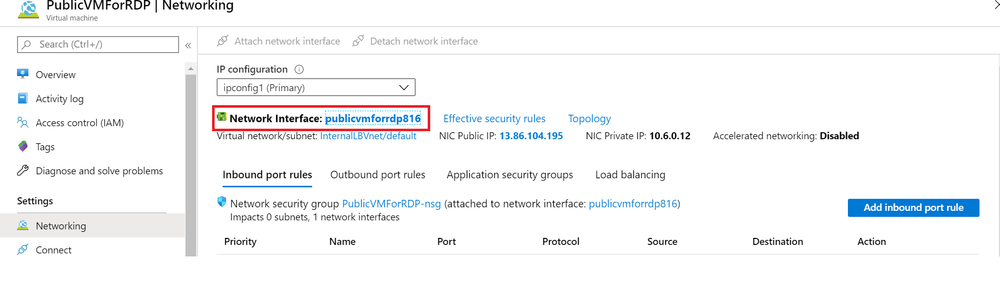 PublicVMForRDP | Networking
Virtual machine
Search (Ctrl+/)
«
Overview
Activity log
Access control (IAM)
Tags
Diagnose and solve problems
Settings
Networking
Connect
Attach network interface Detach network interface
IP configuration
ipconfig1 (Primary)
Network Interface: publicvmforrdp816 Effective security rules Topology
Virtual network/subnet: InternalLBVnet/default NIC Public IP: 13.86.104.195 NIC Private IP: 10.6.0.12 Accelerated networking: Disabled
Inbound port rules Outbound port rules Application security groups Load balancing
Network security group PublicVMForRDP-nsg (attached to network interface: publicvmforrdp816)
Impacts 0 subnets, 1 network interfaces
Add inbound port rule
Priority Name Port Protocol Source Destination Action